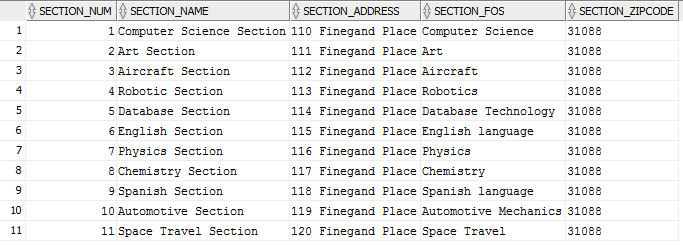 SECTION_NUM SECTION_NAME SECTION_ADDRESS SECTION_FOS SECTION_ZIPCODE
1 1 Computer Science Section 110 Finegand Place Computer Science 31088
2 2 Art Section 111 Finegand Place Art 31088
3 3 Aircraft Section 112 Finegand Place Aircraft 31088
4 4 Robotic Section 113 Finegand Place Robotics 31088
5 5 Database Section 114 Finegand Place Database Technology 31088
6 6 English Section 115 Finegand Place English language 31088
7 7 Physics Section 116 Finegand Place Physics 31088
8 8 Chemistry Section 117 Finegand Place Chemistry 31088
9 9 Spanish Section 118 Finegand Place Spanish language 31088
10 10 Automotive Section 119 Finegand Place Automotive Mechanics 31088
11 11 Space Travel Section 120 Finegand Place Space Travel 31088